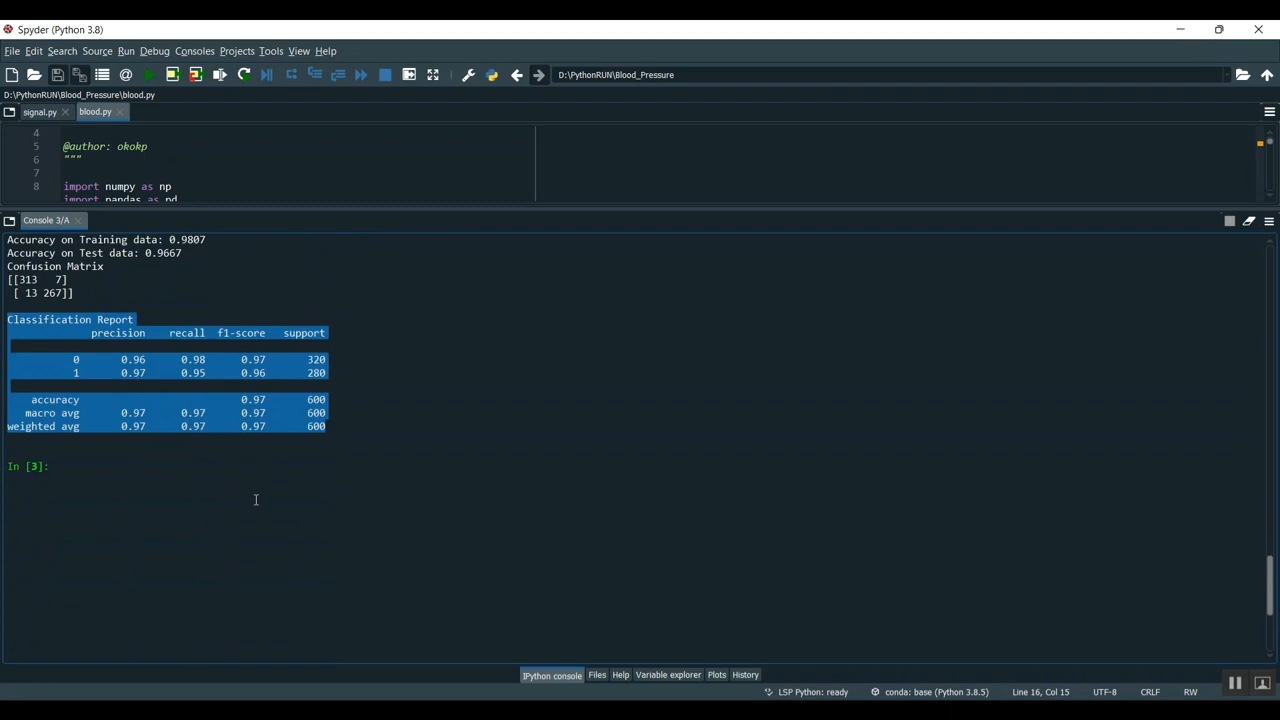 Spyder (Python 3.8)
File Edit Search Source Run Debug Consoles Projects Tools View Help
D:\PythonRUN\Blood_Pressure
D:\PythonRUN\Blood_Pressure\blood.py
signal.py blood.py
4
5 @author: okokp
6 """
7
8 import numpy as np
import pandas as pd
Console 3/A
Accuracy on Training data: 0.9807
Accuracy on Test data: 0.9667
Confusion Matrix
[[313 7]
[ 13 267]]
Classification Report
precision recall f1-score support
0 0.96 0.98 0.97 320
1 0.97 0.95 0.96 280
accuracy 0.97 600
macro avg 0.97 0.97 0.97 600
weighted avg 0.97 0.97 0.97 600
In [3]:
IPython console Files Help Variable explorer Plots History
LSP Python: ready conda: base (Python 3.8.5) Line 16, Col 15 UTF-8 CRLF RW